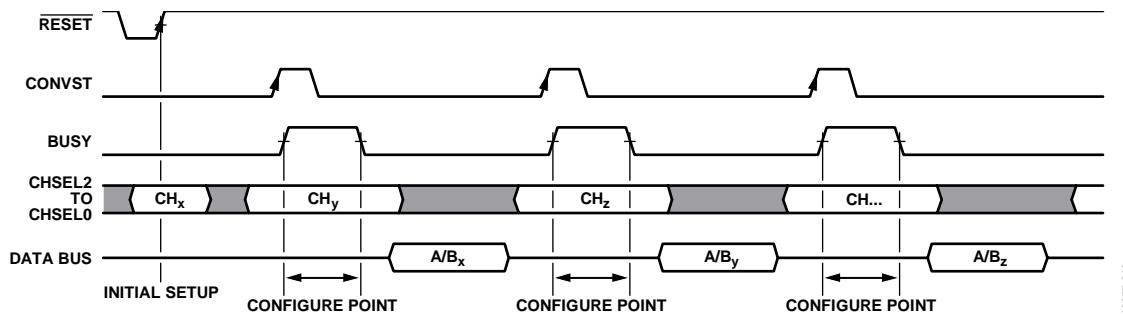 RESET
CONVST
BUSY
CHSEL2
TO
CHSEL0
CHx
CHy
CHz
CH...
DATA BUS
A/Bx
A/By
A/Bz
INITIAL SETUP
CONFIGURE POINT
CONFIGURE POINT
CONFIGURE POINT